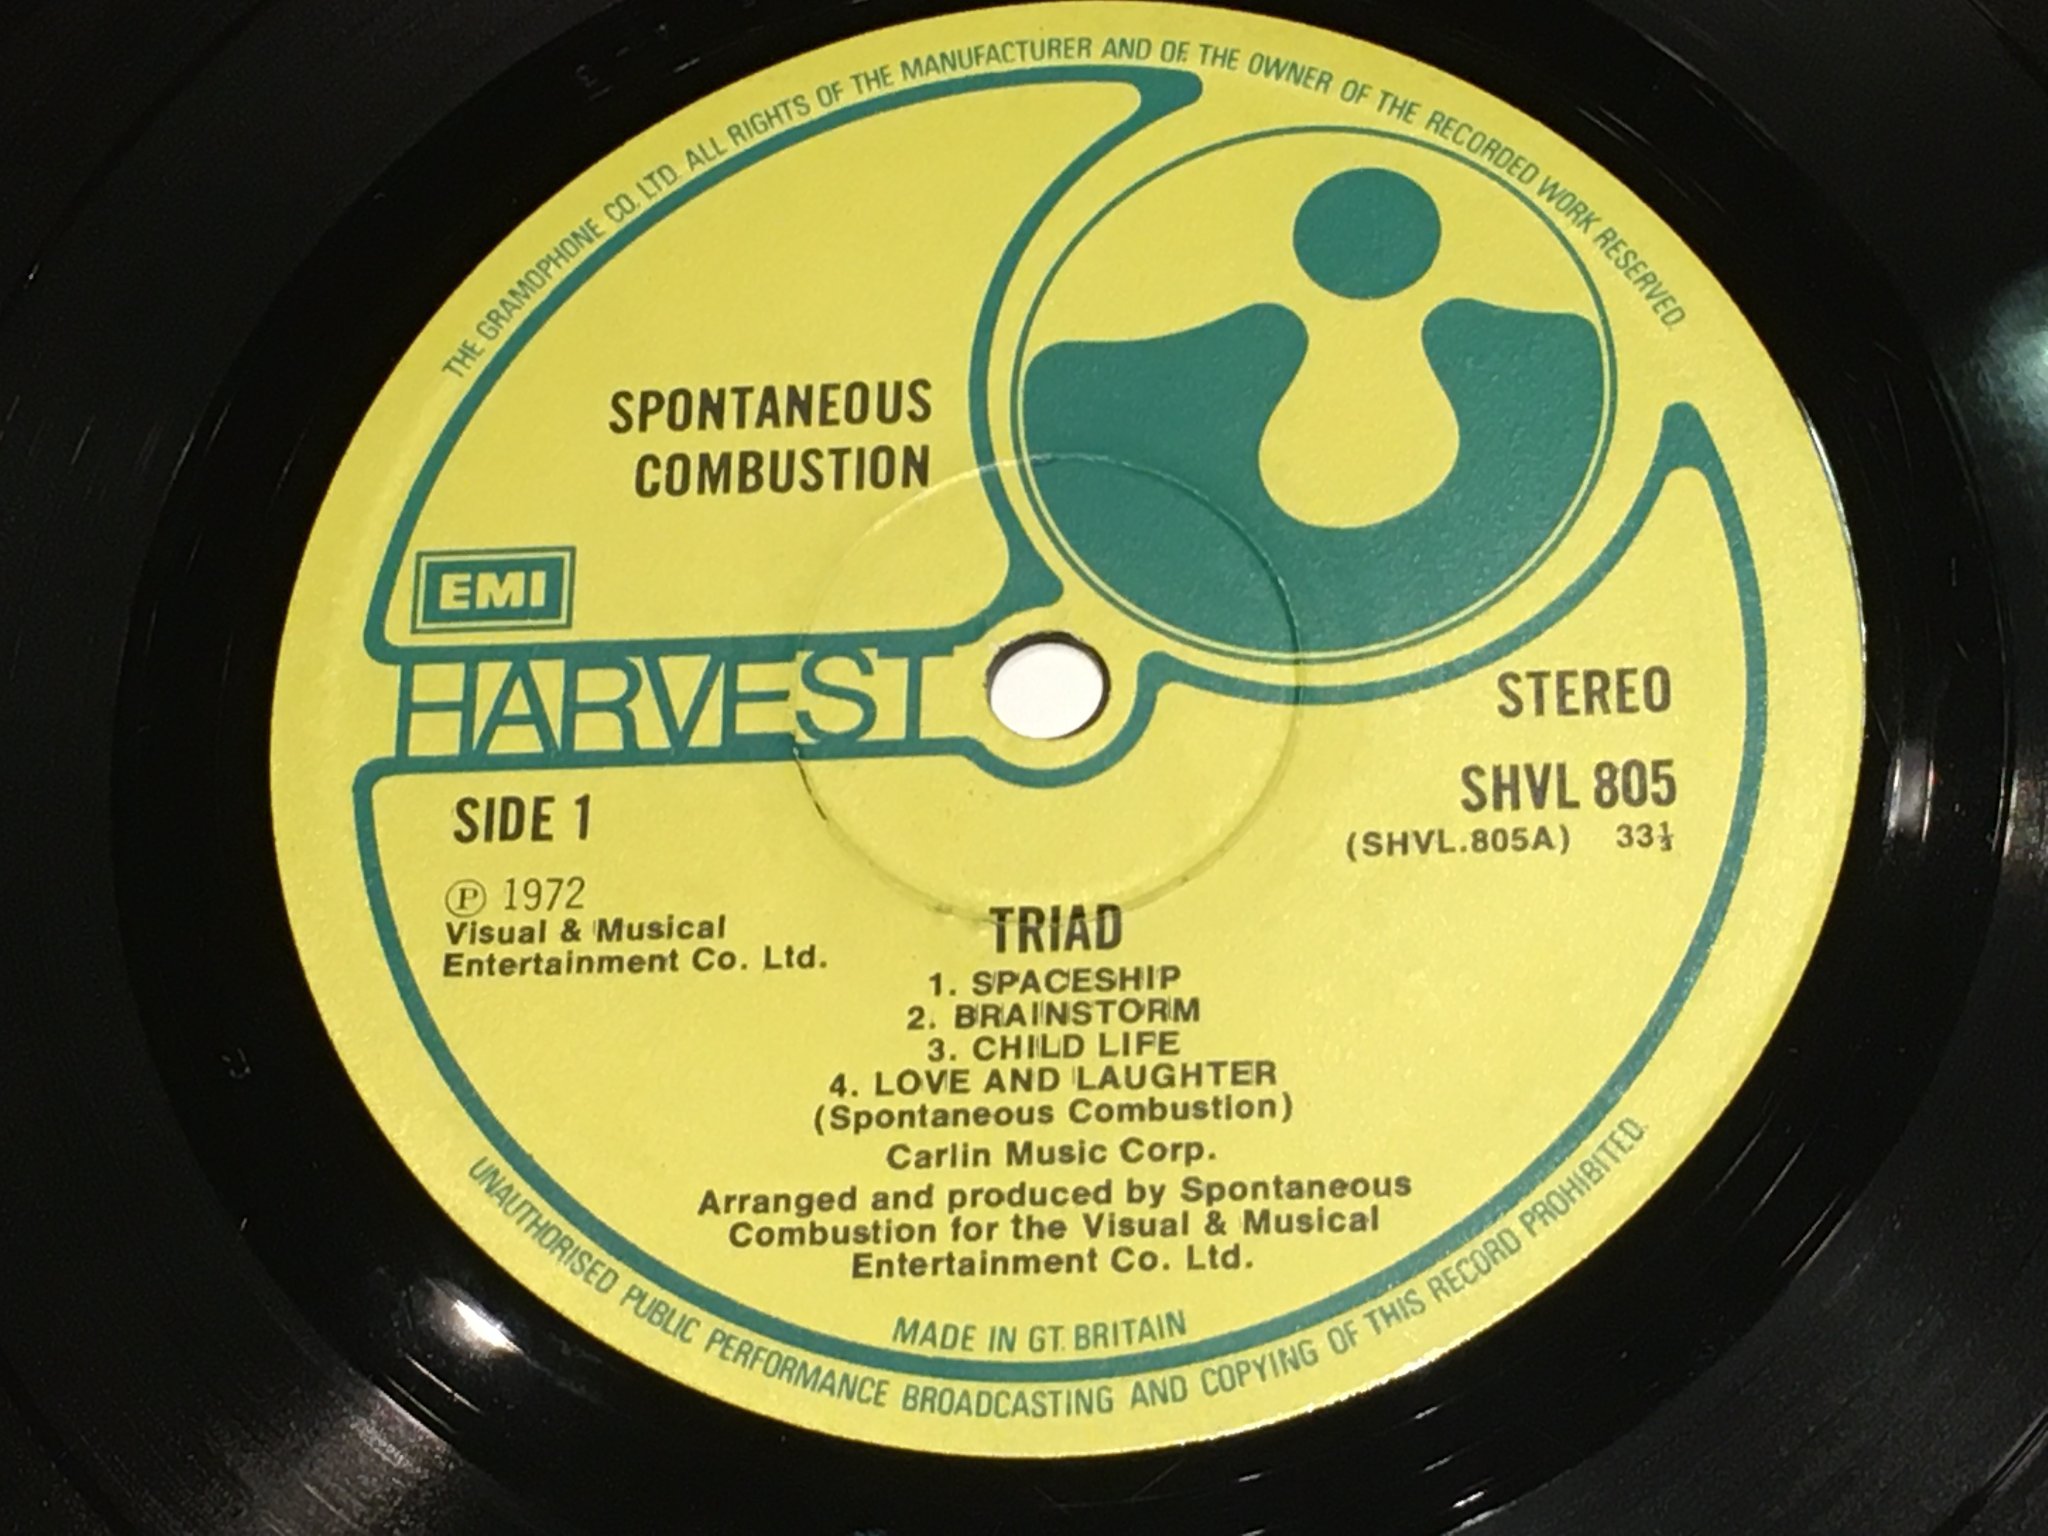 THE GRAMOPHONE CO. LTD. ALL RIGHTS OF THE MANUFACTURER AND OF THE OWNER OF THE RECORDED WORK RESERVED.
SPONTANEOUS
COMBUSTION
EMI
HARVEST
STEREO
SHVL 805
(SHVL.805A) 33⅓
SIDE 1
Ⓟ 1972
Visual & Musical
Entertainment Co. Ltd.
TRIAD
1. SPACESHIP
2. BRAINSTORM
3. CHILD LIFE
4. LOVE AND LAUGHTER
(Spontaneous Combustion)
Carlin Music Corp.
Arranged and produced by Spontaneous
Combustion for the Visual & Musical
Entertainment Co. Ltd.
MADE IN GT. BRITAIN
UNAUTHORISED PUBLIC PERFORMANCE BROADCASTING AND COPYING OF THIS RECORD PROHIBITED.